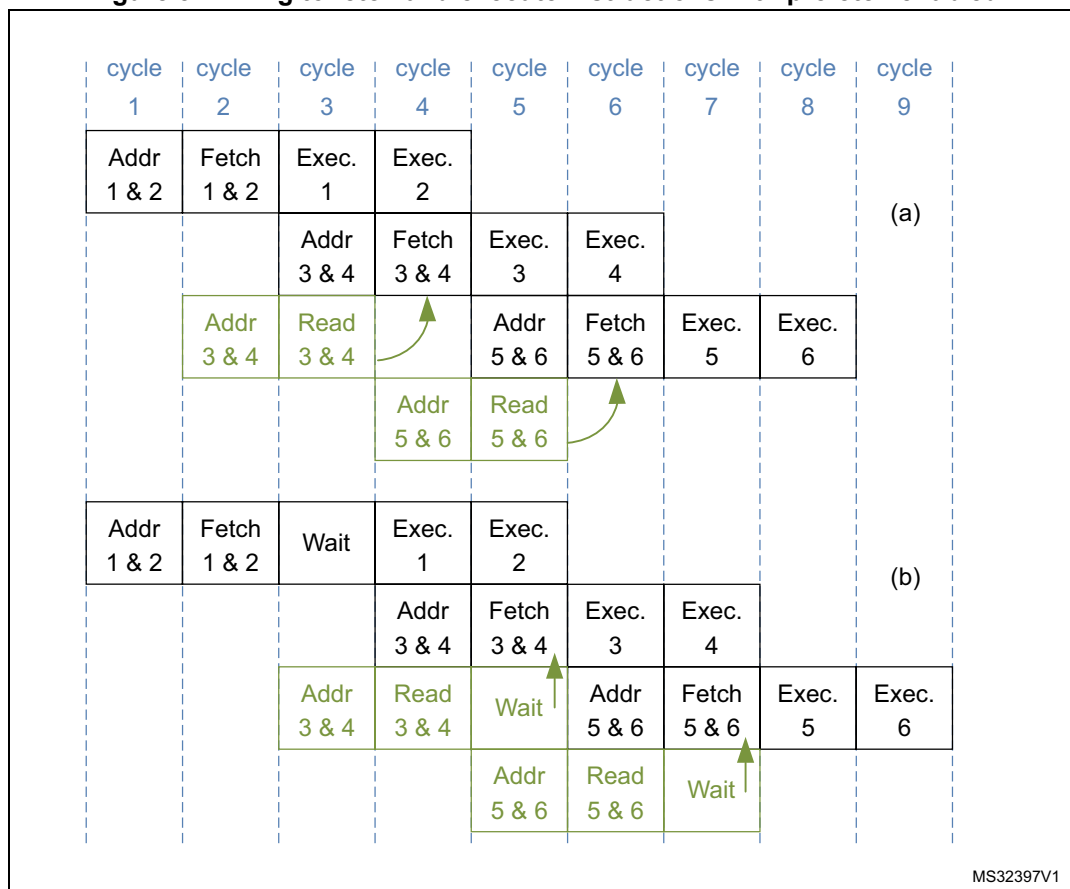 cycle cycle cycle cycle cycle cycle cycle cycle cycle
1 2 3 4 5 6 7 8 9
Addr Fetch Exec. Exec.
1 & 2 1 & 2 1 2
(a)
Addr Fetch Exec. Exec.
3 & 4 3 & 4 3 4
Addr Read Addr Fetch Exec. Exec.
3 & 4 3 & 4 5 & 6 5 & 6 5 6
Addr Read
5 & 6 5 & 6
Addr Fetch Wait Exec. Exec.
1 & 2 1 & 2 1 2
(b)
Addr Fetch Exec. Exec.
3 & 4 3 & 4 3 4
Addr Read Wait Addr Fetch Exec. Exec.
3 & 4 3 & 4 5 & 6 5 & 6 5 6
Addr Read Wait
5 & 6 5 & 6
MS32397V1